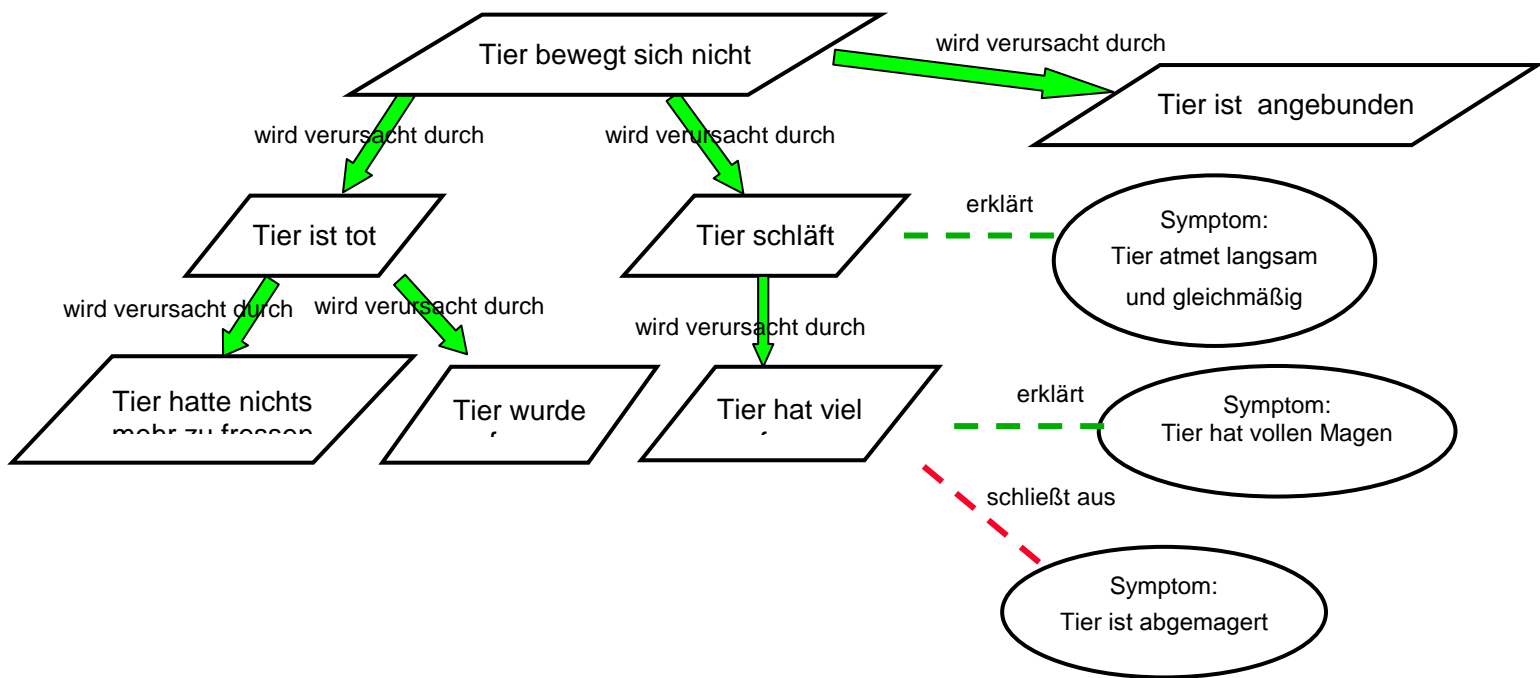 Tier bewegt sich nicht
wird verursacht durch
Tier ist angebunden
wird verursacht durch
wird verursacht durch
Tier ist tot
Tier schläft
erklärt
Symptom:
Tier atmet langsam
und gleichmäßig
wird verursacht durch
wird verursacht durch
wird verursacht durch
Tier hatte nichts
mehr zu fressen
Tier wurde
Tier hat viel
erklärt
Symptom:
Tier hat vollen Magen
schließt aus
Symptom:
Tier ist abgemagert